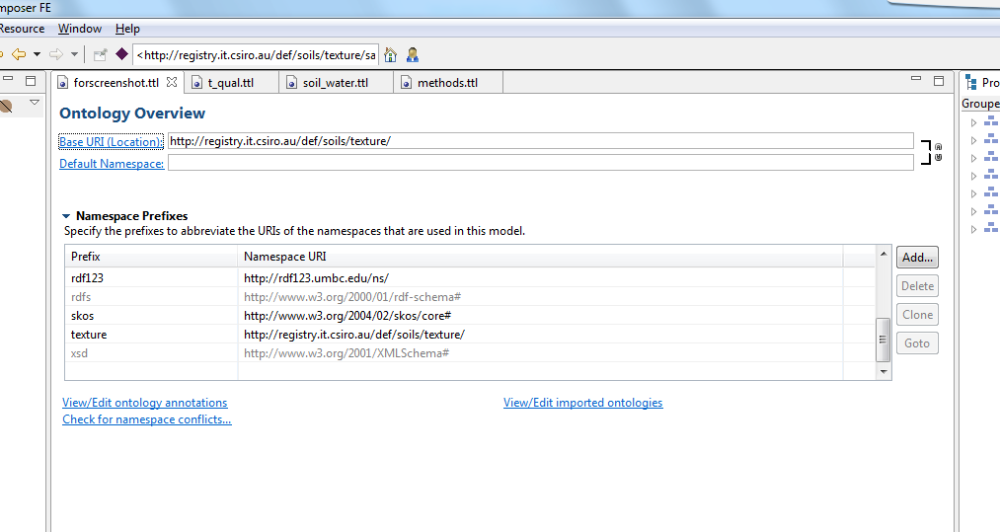 mposer FE
Resource Window Help
<http://registry.it.csiro.au/def/soils/texture/sa
forscreenshot.ttl t_qual.ttl soil_water.ttl methods.ttl
Pro
Groupe
Ontology Overview
Base URI (Location): http://registry.it.csiro.au/def/soils/texture/
Default Namespace:
Namespace Prefixes
Specify the prefixes to abbreviate the URIs of the namespaces that are used in this model.
Prefix Namespace URI
rdf123 http://rdf123.umbc.edu/ns/
rdfs http://www.w3.org/2000/01/rdf-schema#
skos http://www.w3.org/2004/02/skos/core#
texture http://registry.it.csiro.au/def/soils/texture/
xsd http://www.w3.org/2001/XMLSchema#
Add...
Delete
Clone
Goto
View/Edit ontology annotations View/Edit imported ontologies
Check for namespace conflicts...